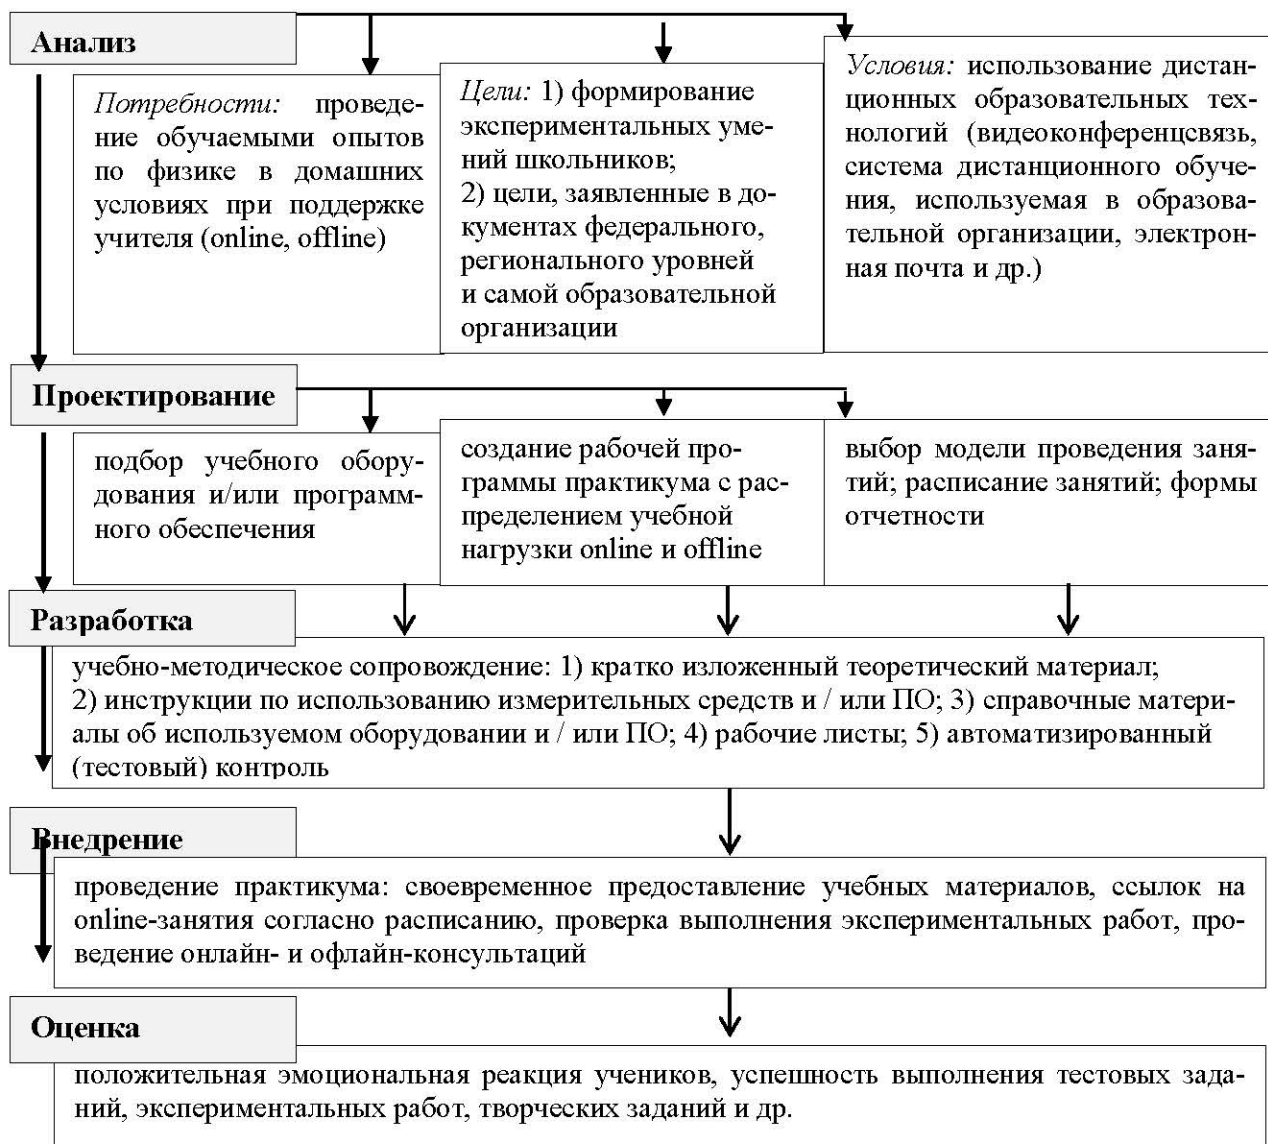 Анализ
Потребности: проведе-
ние обучаемыми опытов
по физике в домашних
условиях при поддержке
учителя (online, offline)
Цели: 1) формирование
экспериментальных уме-
ний школьников;
2) цели, заявленные в до-
кументах федерального,
регионального уровней
и самой образовательной
организации
Условия: использование дистан-
ционных образовательных тех-
нологий (видеоконференцсвязь,
система дистанционного обуче-
ния, используемая в образова-
тельной организации, электрон-
ная почта и др.)
Проектирование
подбор учебного обору-
дования и/или программ-
ного обеспечения
создание рабочей про-
граммы практикума с рас-
пределением учебной
нагрузки online и offline
выбор модели проведения заня-
тий; расписание занятий; формы
отчетности
Разработка
учебно-методическое сопровождение: 1) кратко изложенный теоретический материал;
2) инструкции по использованию измерительных средств и / или ПО; 3) справочные матери-
алы об используемом оборудовании и / или ПО; 4) рабочие листы; 5) автоматизированный
(тестовый) контроль
Внедрение
проведение практикума: своевременное предоставление учебных материалов, ссылок на
online-занятия согласно расписанию, проверка выполнения экспериментальных работ, про-
ведение онлайн- и офлайн-консультаций
Оценка
положительная эмоциональная реакция учеников, успешность выполнения тестовых зада-
ний, экспериментальных работ, творческих заданий и др.